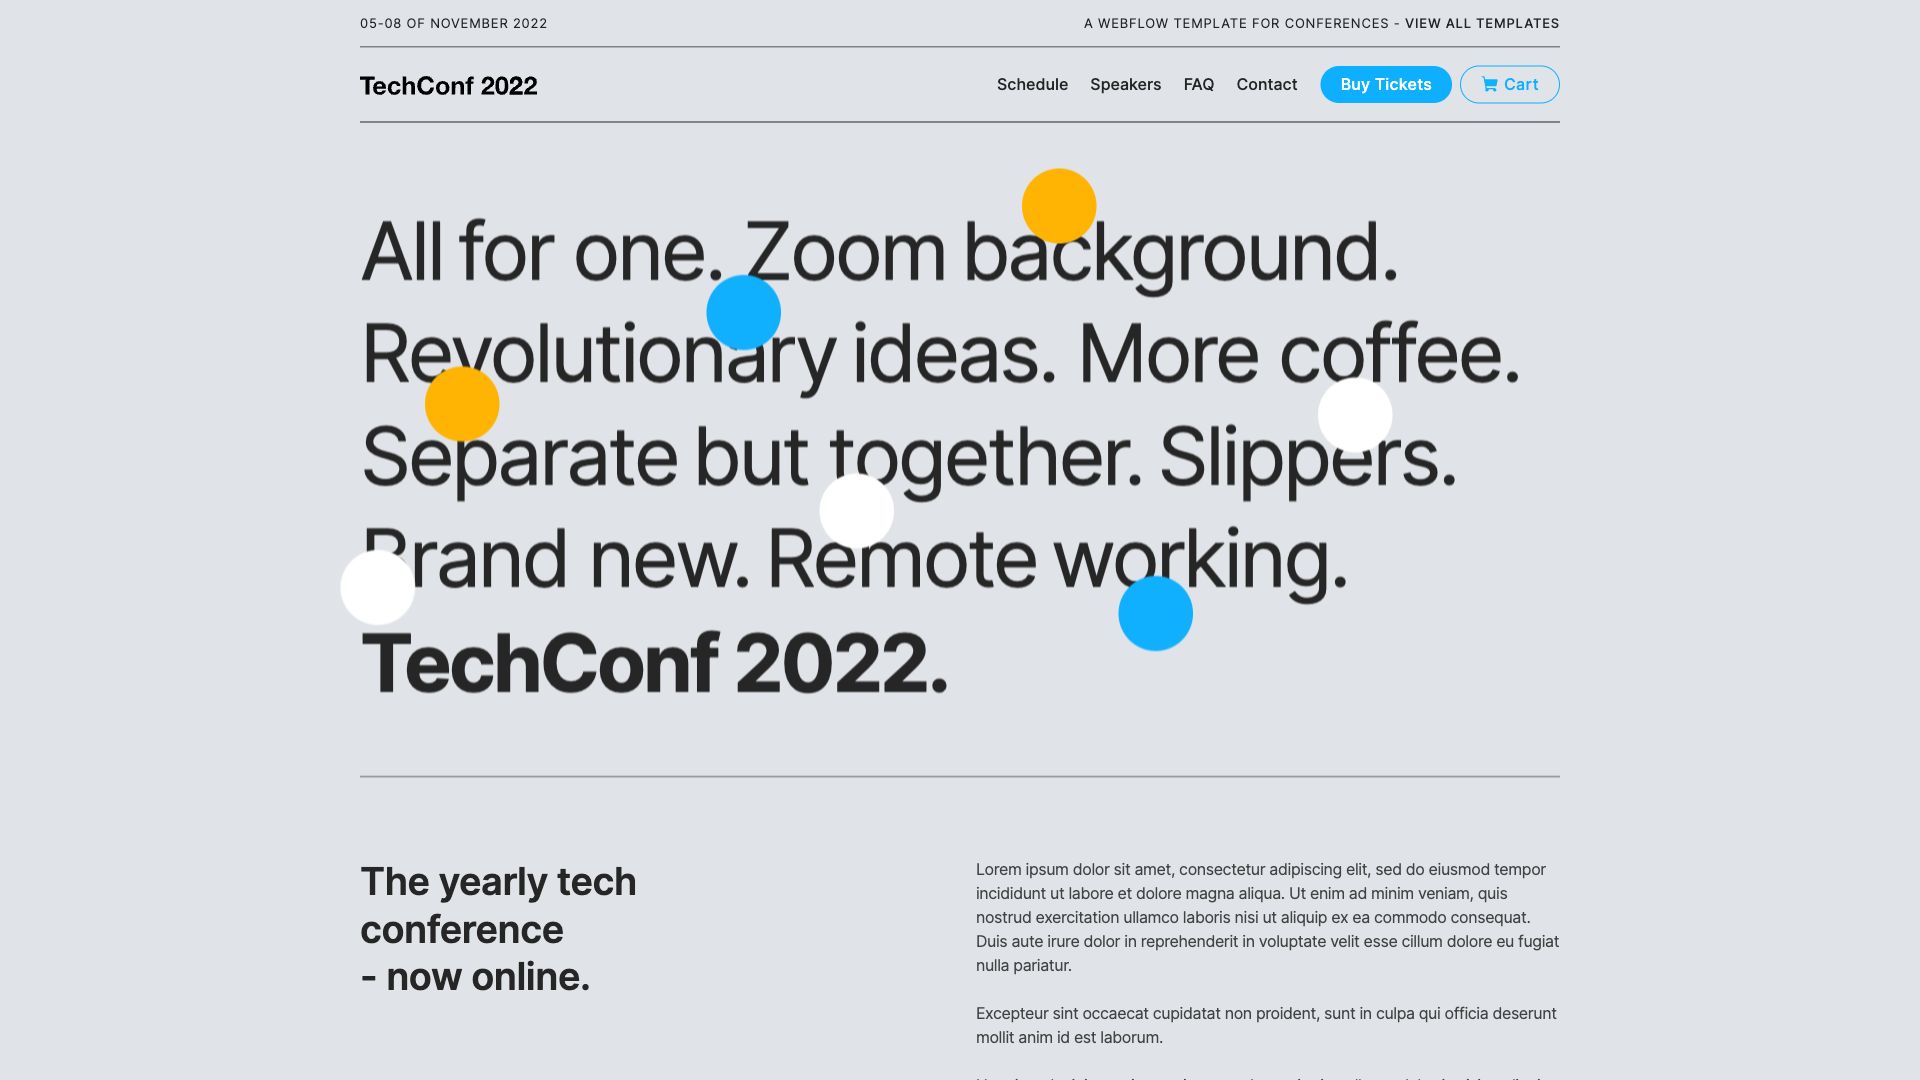 05-08 OF NOVEMBER 2022
A WEBFLOW TEMPLATE FOR CONFERENCES - VIEW ALL TEMPLATES
TechConf 2022
Schedule
Speakers
FAQ
Contact
Buy Tickets
Cart
All for one. Zoom background.
Revolutionary ideas. More coffee.
Separate but together. Slippers.
Brand new. Remote working.
TechConf 2022.
The yearly tech
conference
- now online.
Lorem ipsum dolor sit amet, consectetur adipiscing elit, sed do eiusmod tempor
incididunt ut labore et dolore magna aliqua. Ut enim ad minim veniam, quis
nostrud exercitation ullamco laboris nisi ut aliquip ex ea commodo consequat.
Duis aute irure dolor in reprehenderit in voluptate velit esse cillum dolore eu fugiat
nulla pariatur.
Excepteur sint occaecat cupidatat non proident, sunt in culpa qui officia deserunt
mollit anim id est laborum.